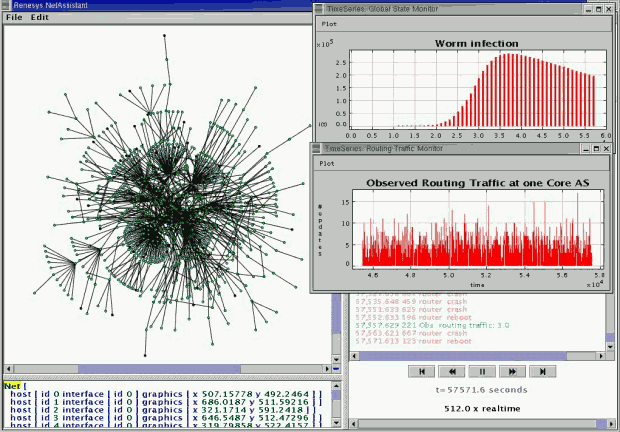 Renesys NetAssistant
File Edit
TimeSeries: Global State Monitor
Plot
Worm infection
x10^5
2.5
2.0
1.5
1.0
0.5
0.0
0.0 0.5 1.0 1.5 2.0 2.5 3.0 3.5 4.0 4.5 5.0 5.5 6.0
TimeSeries: Routing Traffic Monitor
Plot
Observed Routing Traffic at one Core AS
# updates
15
10
5
0
4.6 4.8 5.0 5.2 5.4 5.6 5.8
time
x10^4
57,535.648 459 router crash
57,551.633 625 router crash
57,552.633 596 router reboot
57,557.629 221 Obs routing traffic: 3.0
57,563.621 667 router crash
57,571.613 123 router reboot
t=57571.6 seconds
512.0 x realtime
Net [
host [ id 0 interface [ id 0 ] graphics [ x 507.15778 y 492.2464 ] ]
host [ id 1 interface [ id 0 ] graphics [ x 686.0187 y 511.59216 ]
host [ id 2 interface [ id 0 ] graphics [ x 321.1714 y 591.2418 ] ]
host [ id 3 interface [ id 0 ] graphics [ x 646.5487 y 512.47296 ]
host [ id 4 interface [ id 0 ] graphics [ x 319.79858 y 522.4157